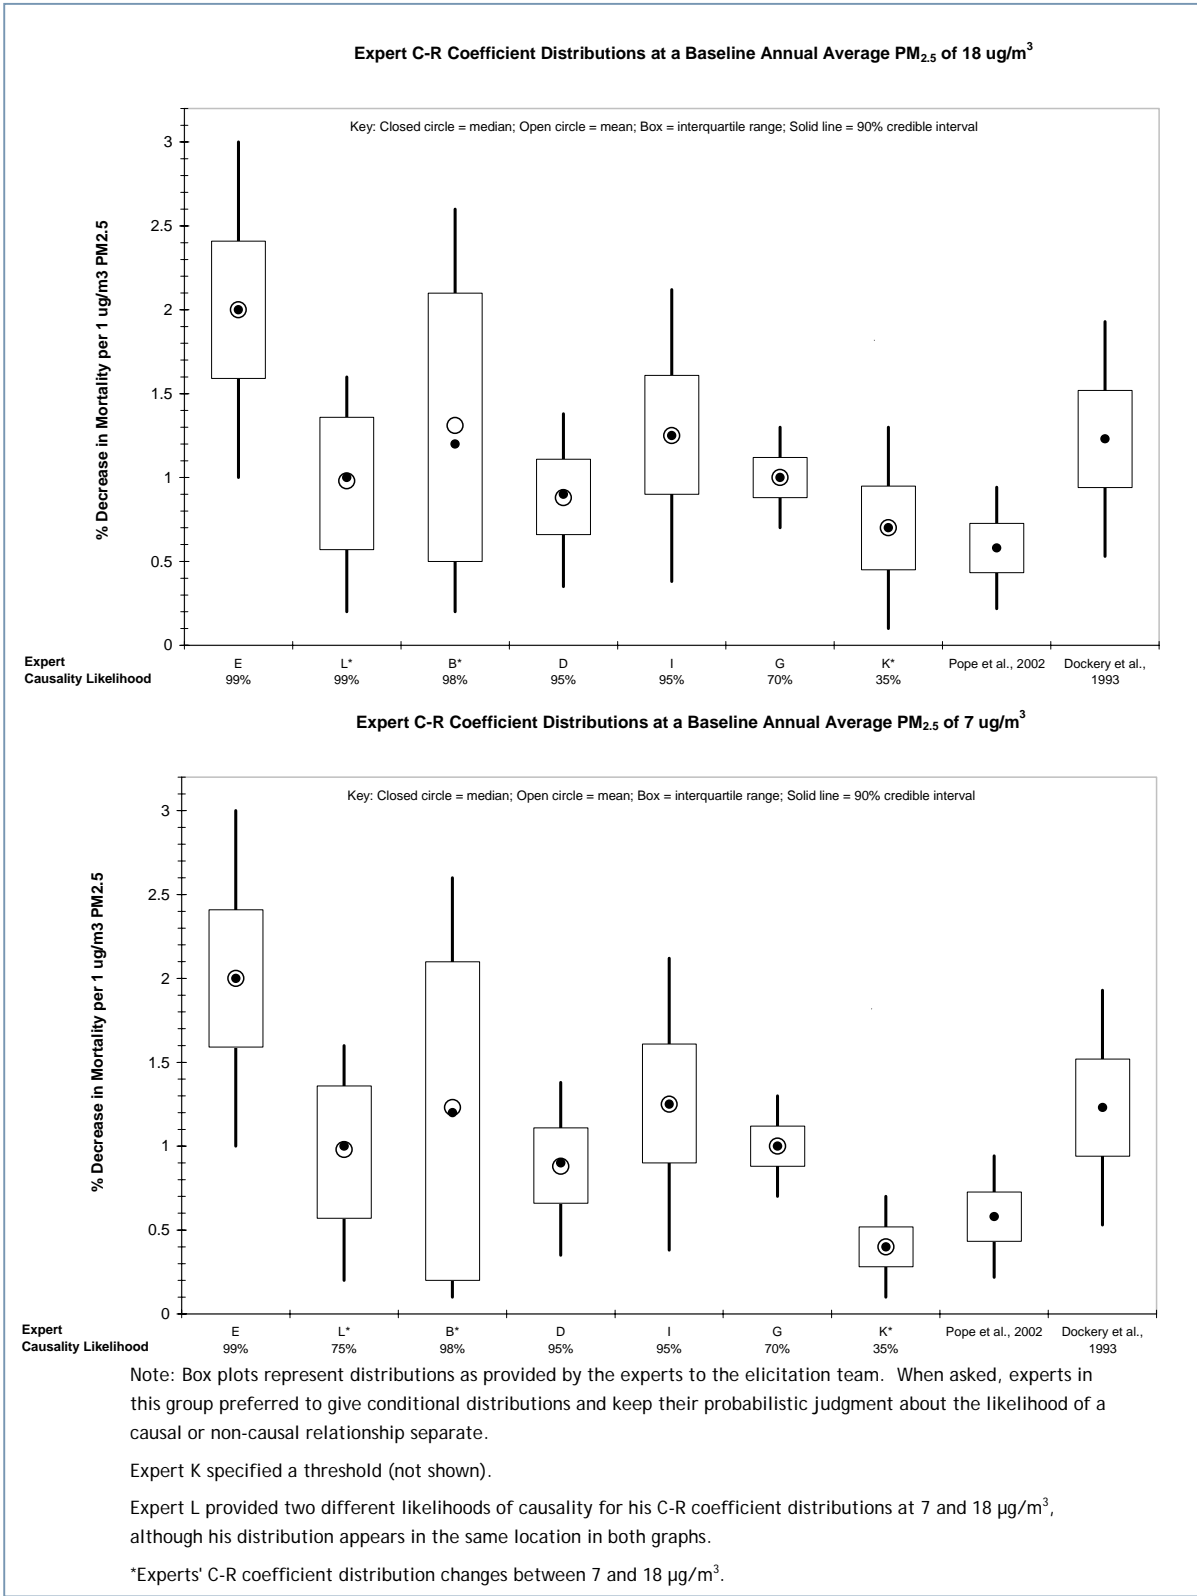 Expert C-R Coefficient Distributions at a Baseline Annual Average PM2.5 of 18 ug/m3
Key: Closed circle = median; Open circle = mean; Box = interquartile range; Solid line = 90% credible interval
% Decrease in Mortality per 1 ug/m3 PM2.5
3
2.5
2
1.5
1
0.5
0
Expert E L* B* D I G K* Pope et al., 2002 Dockery et al.,
Causality Likelihood 99% 99% 98% 95% 95% 70% 35% 1993
Expert C-R Coefficient Distributions at a Baseline Annual Average PM2.5 of 7 ug/m3
Key: Closed circle = median; Open circle = mean; Box = interquartile range; Solid line = 90% credible interval
% Decrease in Mortality per 1 ug/m3 PM2.5
3
2.5
2
1.5
1
0.5
0
Expert E L* B* D I G K* Pope et al., 2002 Dockery et al.,
Causality Likelihood 99% 75% 98% 95% 95% 70% 35% 1993
Note: Box plots represent distributions as provided by the experts to the elicitation team. When asked, experts in
this group preferred to give conditional distributions and keep their probabilistic judgment about the likelihood of a
causal or non-causal relationship separate.
Expert K specified a threshold (not shown).
Expert L provided two different likelihoods of causality for his C-R coefficient distributions at 7 and 18 µg/m3,
although his distribution appears in the same location in both graphs.
*Experts' C-R coefficient distribution changes between 7 and 18 µg/m3.